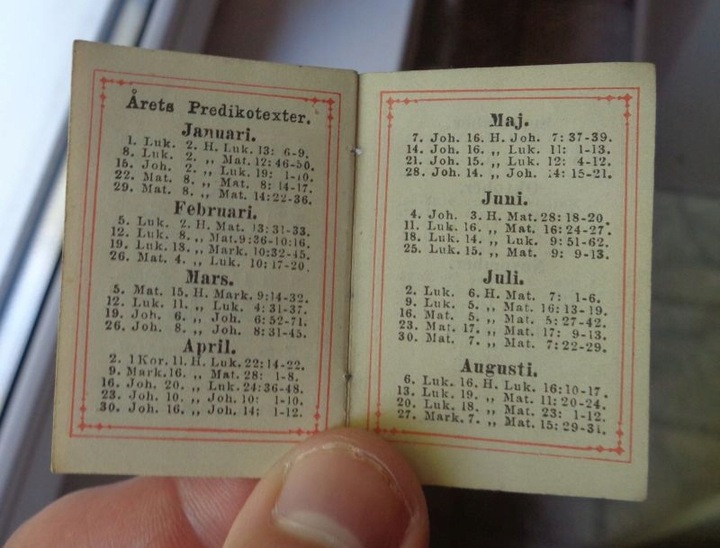 Årets Predikotexter.
Januari.
1. Luk. 2. H. Luk. 13: 6-9.
8. Luk. 2. „ Mat. 12: 46-50.
15. Joh. 2. „ Luk. 19: 1-10.
22. Mat. 8. „ Mat. 8: 14-17.
29. Mat. 8. „ Mat. 14: 22-36.
Februari.
5. Luk. 2. H. Mat. 13: 31-33.
12. Luk. 8. „ Mat. 9:36-10:16.
19. Luk. 18. „ Mark. 10:32-45.
26. Mat. 4. „ Luk. 10: 17-20.
Mars.
5. Mat. 15. H. Mark. 9: 14-32.
12. Luk. 11. „ Luk. 4: 31-37.
19. Joh. 6. „ Joh. 6: 52-71.
26. Joh. 8. „ Joh. 8: 31-45.
April.
2. 1 Kor. 11. H. Luk. 22: 14-22.
9. Mark. 16. „ Mat. 28: 1-8.
16. Joh. 20. „ Luk. 24: 36-48.
23. Joh. 10. „ Joh. 10: 1-10.
30. Joh. 16. „ Joh. 14: 1-12.
Maj.
7. Joh. 16. H. Joh. 7: 37-39.
14. Joh. 16. „ Luk. 11: 1-13.
21. Joh. 15. „ Luk. 12: 4-12.
28. Joh. 14. „ Joh. 14: 15-21.
Juni.
4. Joh. 3. H. Mat. 28: 18-20.
11. Luk. 16. „ Mat. 16: 24-27.
18. Luk. 14. „ Luk. 9: 51-62.
25. Luk. 15. „ Mat. 9: 9-13.
Juli.
2. Luk. 6. H. Mat. 7: 1-6.
9. Luk. 5. „ Mat. 16: 13-19.
16. Mat. 5. „ Mat. 5: 27-42.
23. Mat. 17. „ Mat. 17: 9-13.
30. Mat. 7. „ Mat. 7: 22-29.
Augusti.
6. Luk. 16. H. Luk. 16: 10-17.
13. Luk. 19. „ Mat. 11: 20-24.
20. Luk. 18. „ Mat. 23: 1-12.
27. Mark. 7. „ Mat. 15: 29-31.